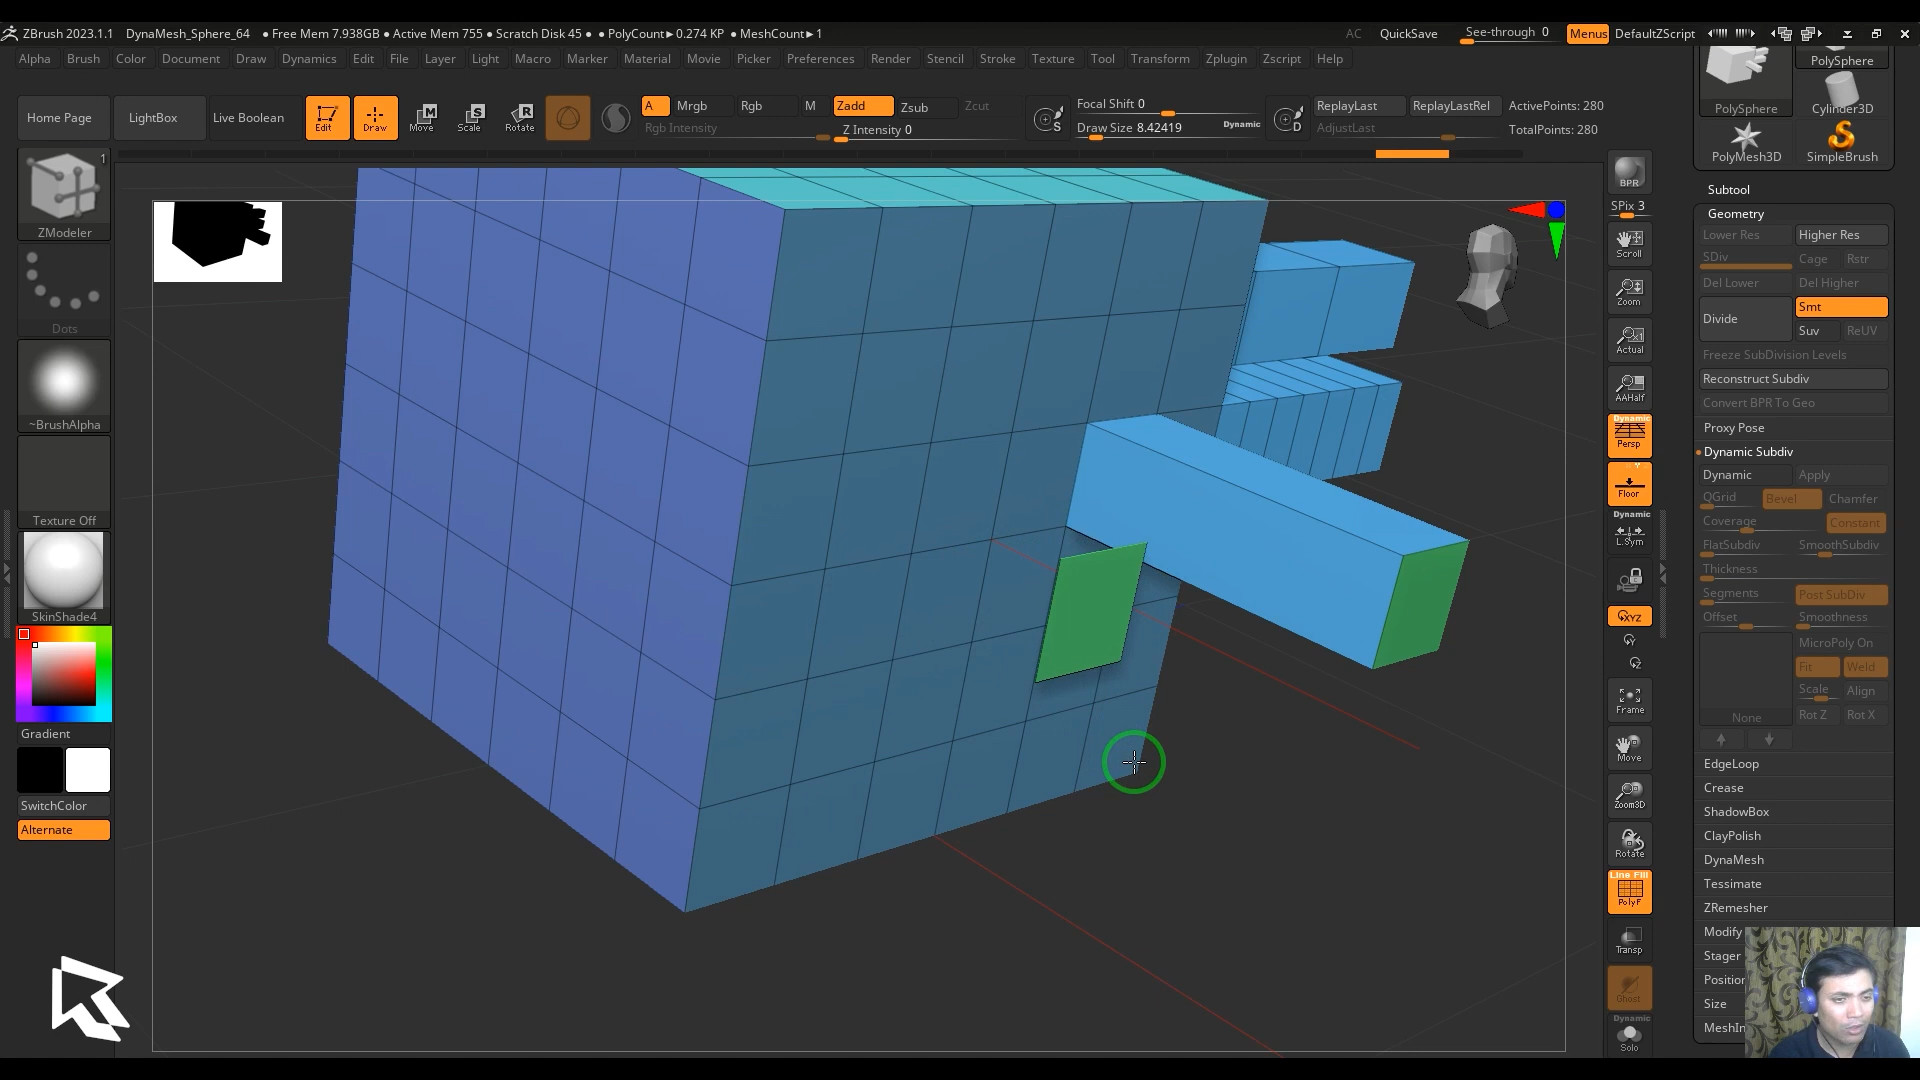 ZBrush 2023.1.1 DynaMesh_Sphere_64 ● Free Mem 7.938GB ● Active Mem 755 ● Scratch Disk 45 ● ● PolyCount► 0.274 KP ● MeshCount► 1 AC QuickSave See-through 0 Menus DefaultZScript
Alpha Brush Color Document Draw Dynamics Edit File Layer Light Macro Marker Material Movie Picker Preferences Render Stencil Stroke Texture Tool Transform Zplugin Zscript Help
Home Page LightBox Live Boolean Edit Draw Move Scale Rotate
A Mrgb Rgb M Zadd Zsub Zcut
Rgb Intensity Z Intensity 0
S Focal Shift 0
Draw Size 8.42419 Dynamic
D ReplayLast ReplayLastRel ActivePoints: 280
AdjustLast TotalPoints: 280
1
ZModeler
Dots
~BrushAlpha
Texture Off
SkinShade4
Gradient
SwitchColor
Alternate
BPR
SPix 3
Scroll
Zoom
Actual
AAHalf
Dynamic
Persp
Floor
Dynamic
L.Sym
XYZ
Y
Z
Frame
Move
Zoom3D
Rotate
Line Fill
PolyF
Transp
Ghost
Dynamic
Solo
PolySphere
PolySphere Cylinder3D
PolyMesh3D SimpleBrush
Subtool
Geometry
Lower Res Higher Res
SDiv Cage Rstr
Del Lower Del Higher
Divide Smt
Suv ReUV
Freeze SubDivision Levels
Reconstruct Subdiv
Convert BPR To Geo
Proxy Pose
Dynamic Subdiv
Dynamic Apply
QGrid Bevel Chamfer
Coverage Constant
FlatSubdiv SmoothSubdiv
Thickness
Segments Post SubDiv
Offset Smoothness
MicroPoly On
Fit Weld
Scale Align
None Rot Z Rot X
EdgeLoop
Crease
ShadowBox
ClayPolish
DynaMesh
Tessimate
ZRemesher
Modify
Stager
Position
Size
MeshIn